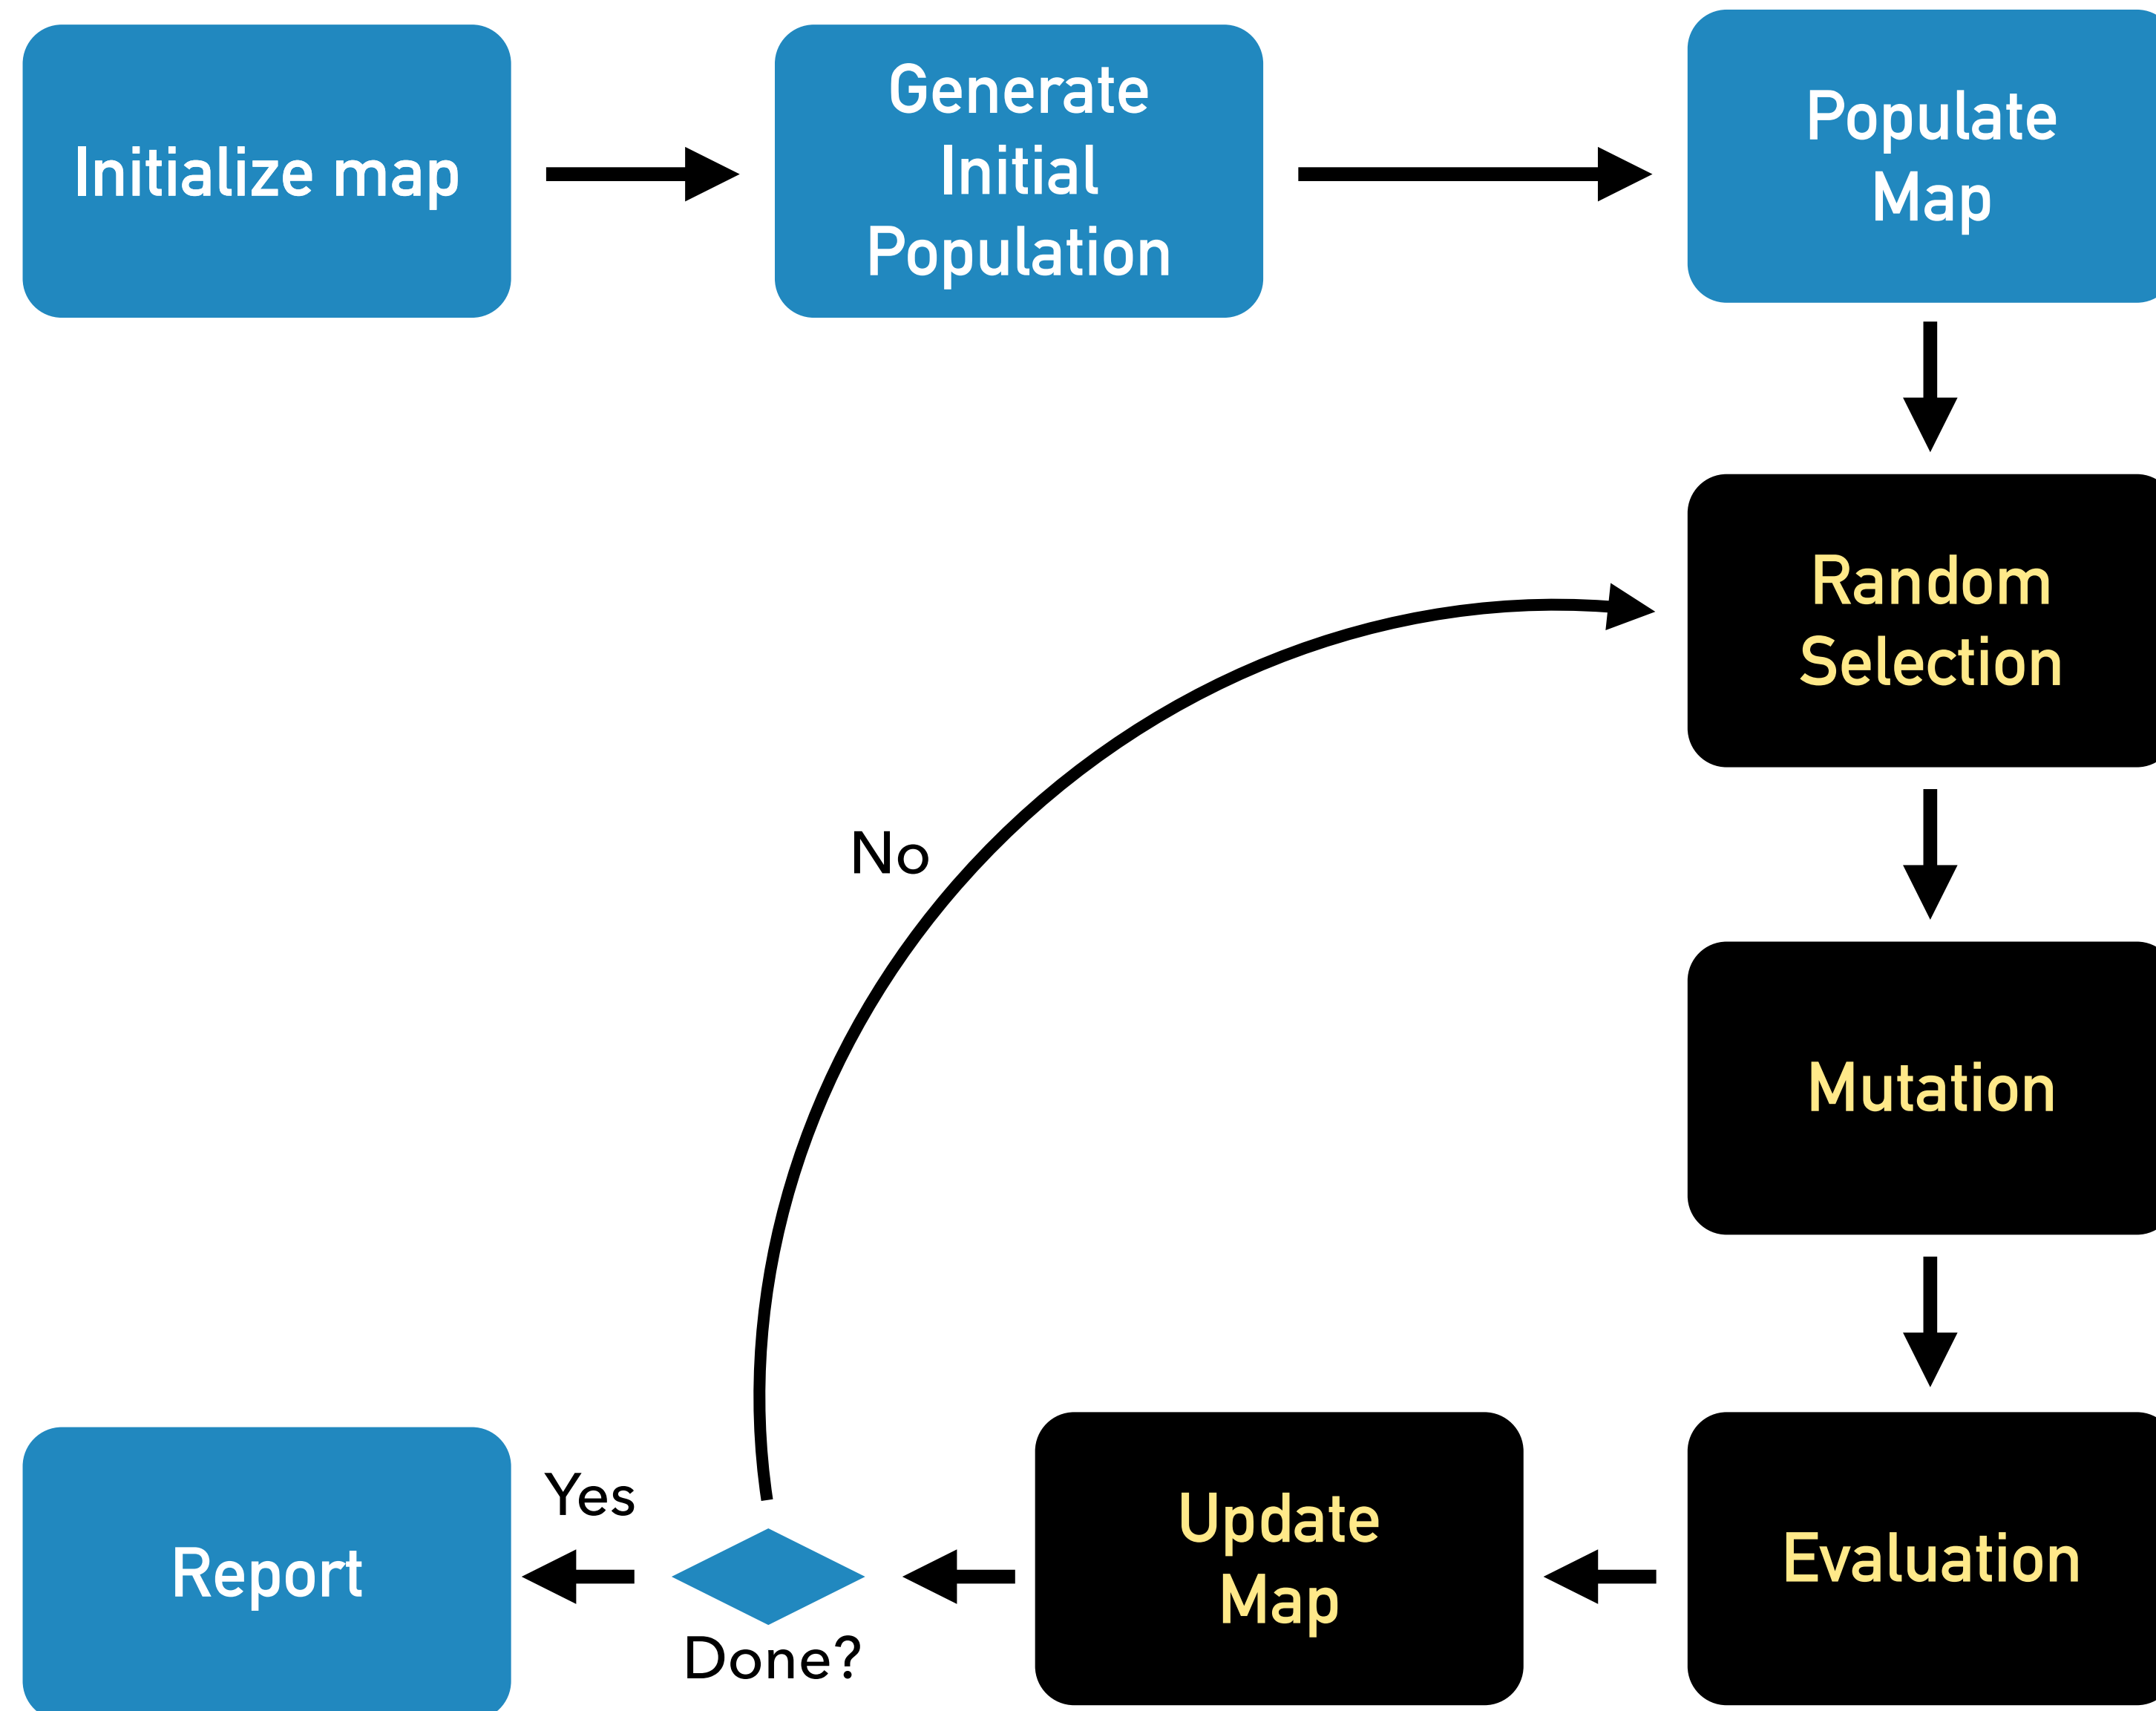 Initialize map
Generate
Initial
Population
Populate
Map
Random
Selection
No
Mutation
Evaluation
Update
Map
Done?
Yes
Report